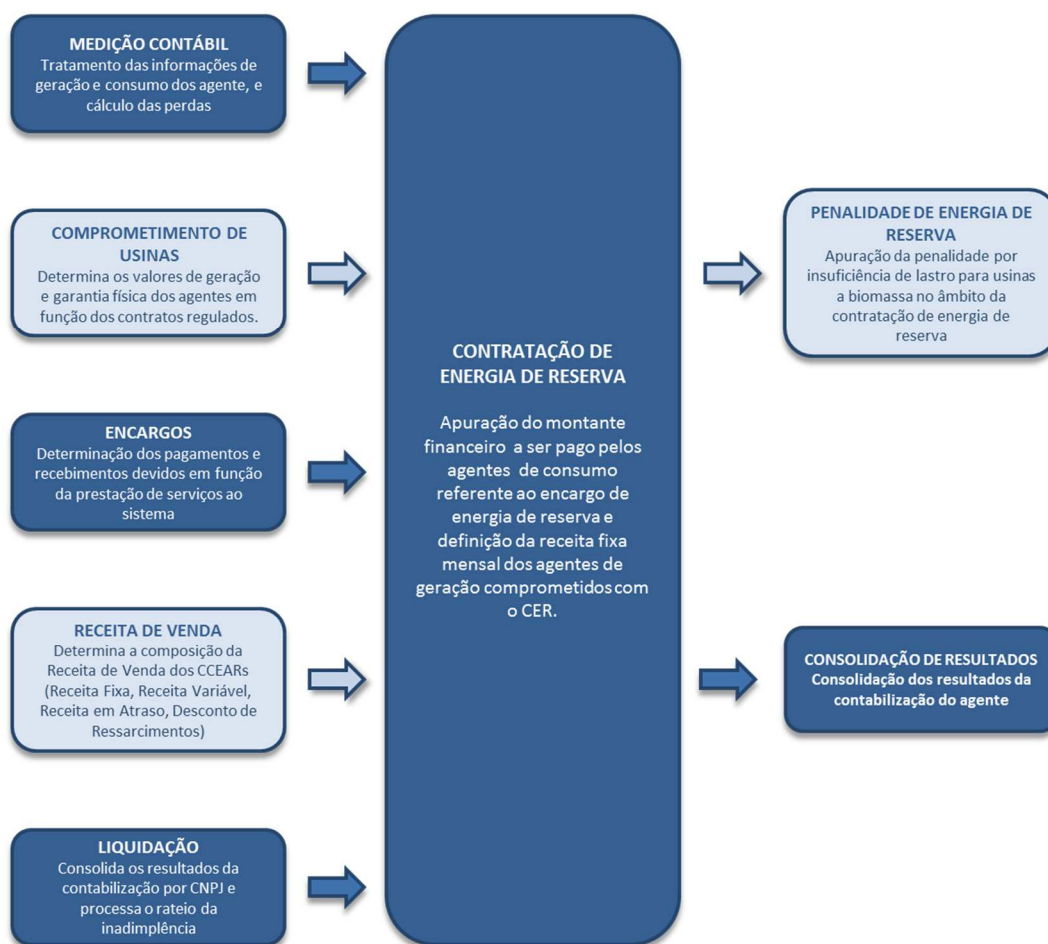 MEDIÇÃO CONTÁBIL
Tratamento das informações de
geração e consumo dos agente, e
cálculo das perdas
COMPROMETIMENTO DE
USINAS
Determina os valores de geração
e garantia física dos agentes em
função dos contratos regulados.
ENCARGOS
Determinação dos pagamentos e
recebimentos devidos em função
da prestação de serviços ao
sistema
RECEITA DE VENDA
Determina a composição da
Receita de Venda dos CCEARs
(Receita Fixa, Receita Variável,
Receita em Atraso, Desconto de
Ressarcimentos)
LIQUIDAÇÃO
Consolida os resultados da
contabilização por CNPJ e
processa o rateio da
inadimplência
CONTRATAÇÃO DE
ENERGIA DE RESERVA
Apuração do montante
financeiro a ser pago pelos
agentes de consumo
referente ao encargo de
energia de reserva e
definição da receita fixa
mensal dos agentes de
geração comprometidos com
o CER.
PENALIDADE DE ENERGIA DE
RESERVA
Apuração da penalidade por
insuficiência de lastro para usinas
a biomassa no âmbito da
contratação de energia de
reserva
CONSOLIDAÇÃO DE RESULTADOS
Consolidação dos resultados da
contabilização do agente